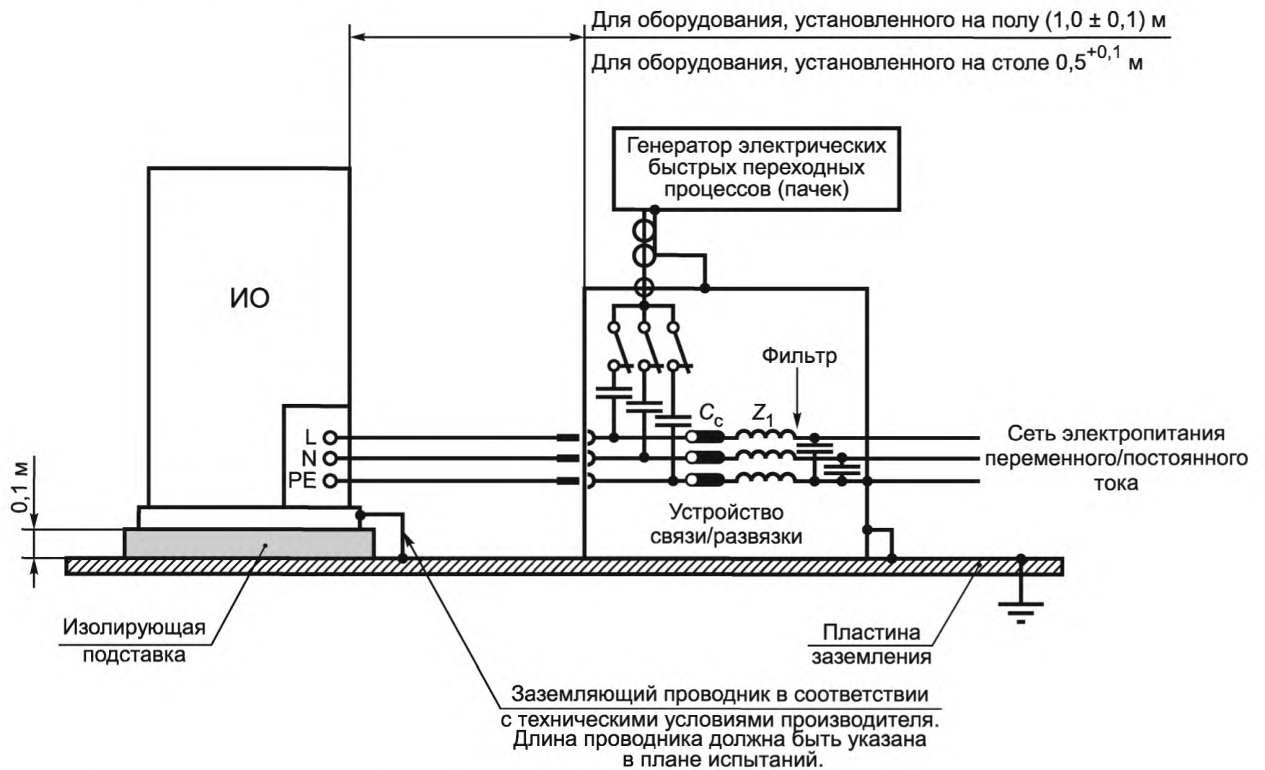 Для оборудования, установленного на полу (1,0 ± 0,1) м
Для оборудования, установленного на столе 0,5+0,1 м
Генератор электрических
быстрых переходных
процессов (пачек)
ИО
Фильтр
Cc
Z1
L
N
PE
Сеть электропитания
переменного/постоянного
тока
0,1 м
Устройство
связи/развязки
Изолирующая
подставка
Пластина
заземления
Заземляющий проводник в соответствии
с техническими условиями производителя.
Длина проводника должна быть указана
в плане испытаний.